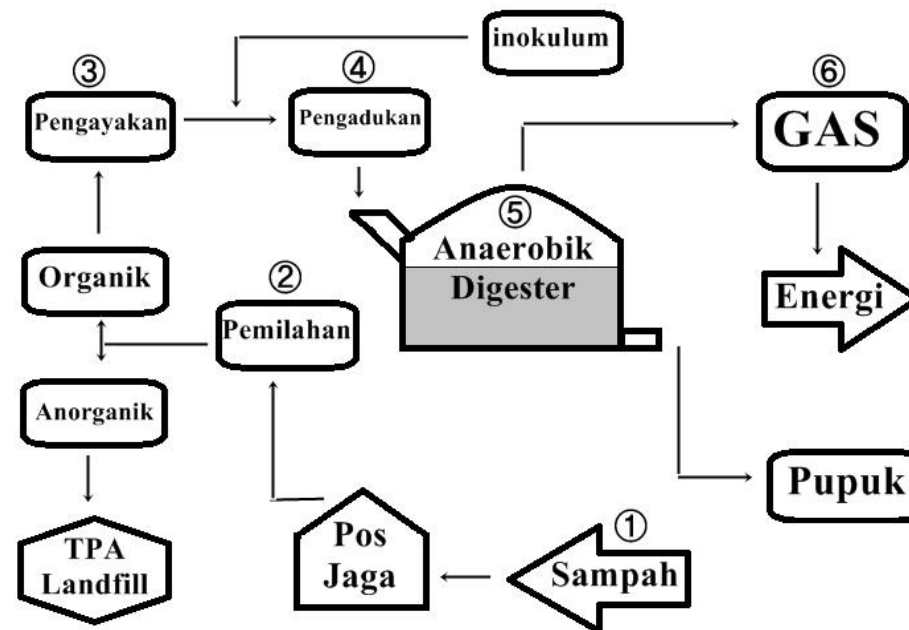 inokulum
③
④
⑥
Pengayakan
Pengadukan
GAS
⑤
Anaerobik
Digester
Organik
②
Pemilahan
Energi
Anorganik
Pupuk
TPA
Landfill
Pos
Jaga
①
Sampah